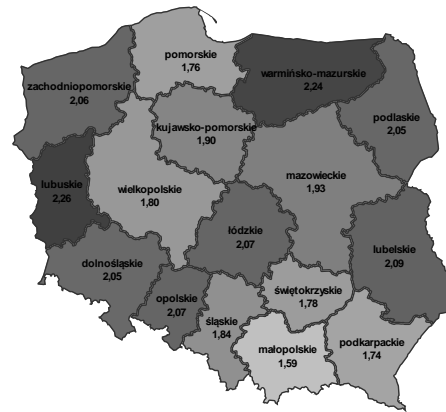 pomorskie
1,76
warmińsko-mazurskie
2,24
zachodniopomorskie
2,06
podlaskie
2,05
kujawsko-pomorskie
1,90
mazowieckie
1,93
lubuskie
2,26
wielkopolskie
1,80
łódzkie
2,07
lubelskie
2,09
dolnośląskie
2,05
opolskie
2,07
świętokrzyskie
1,78
śląskie
1,84
małopolskie
1,59
podkarpackie
1,74